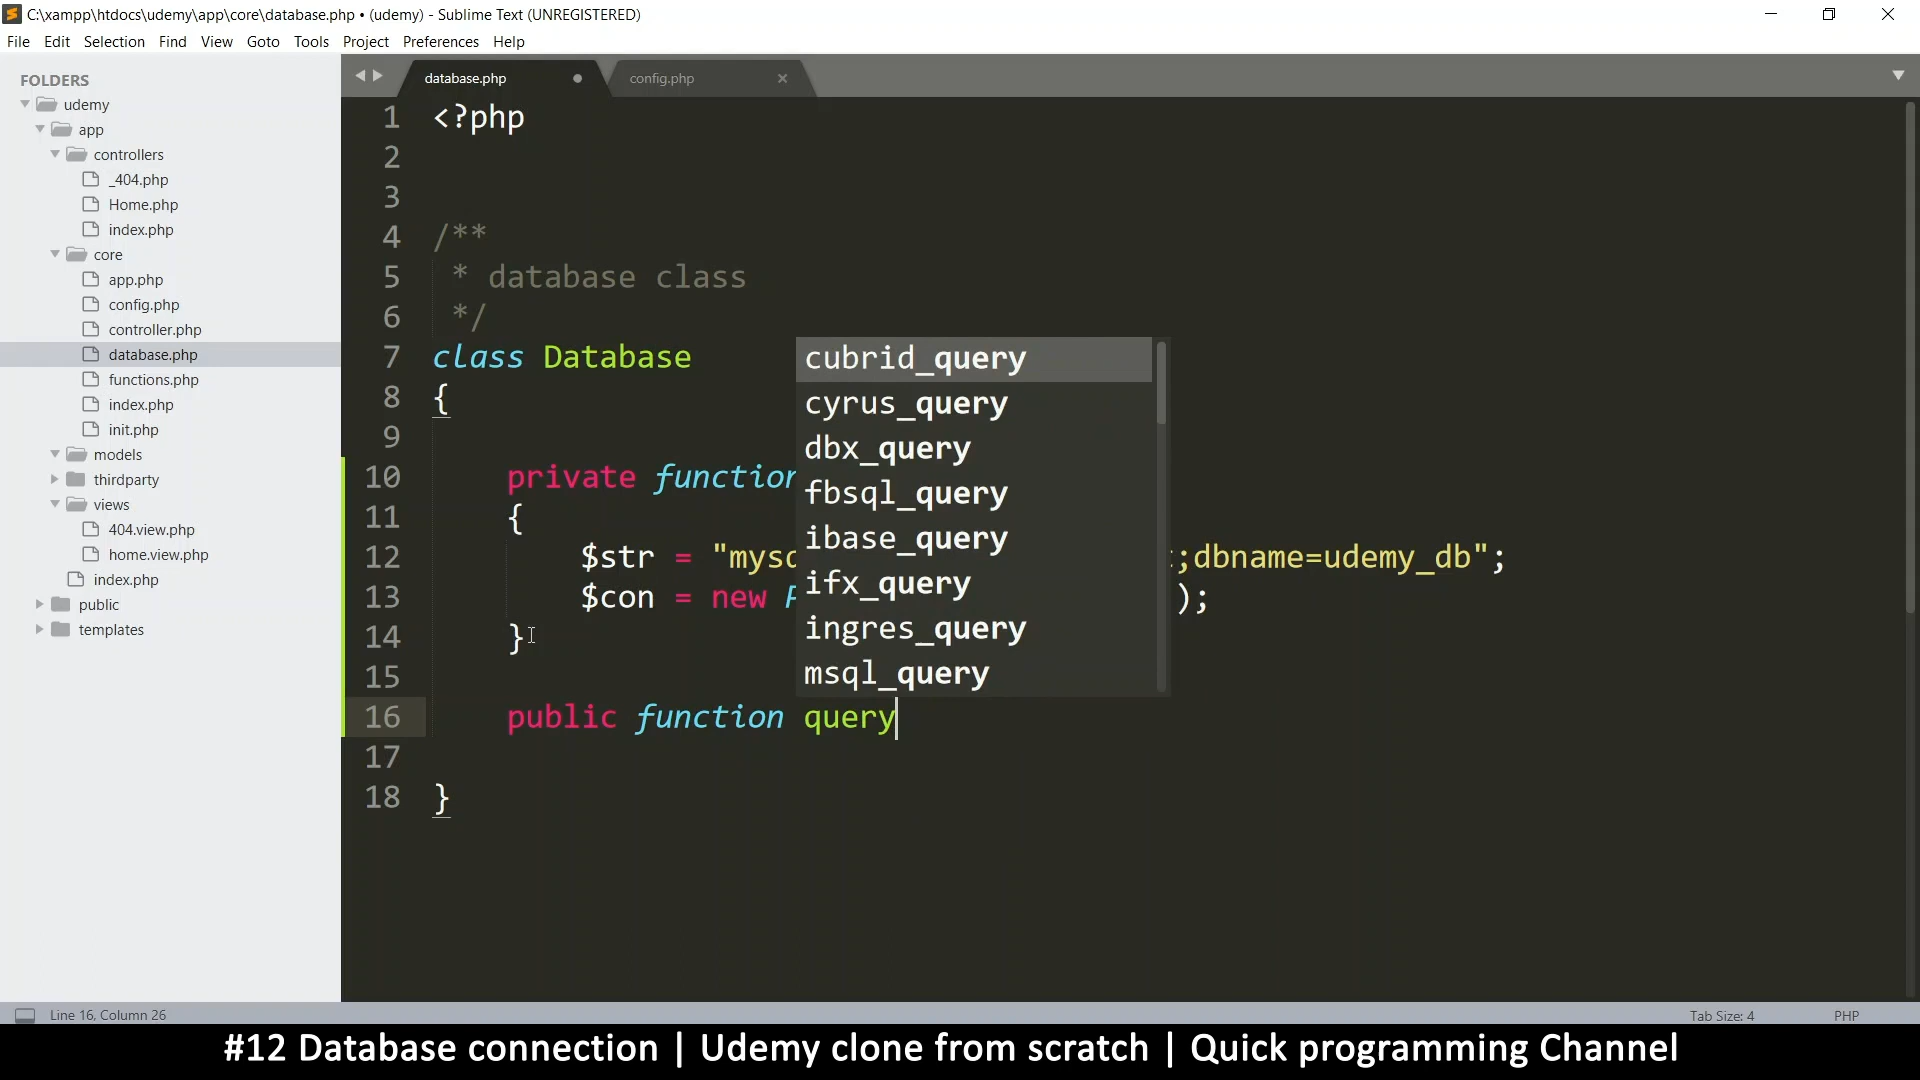 C:\xampp\htdocs\udemy\app\core\database.php • (udemy) - Sublime Text (UNREGISTERED)
File Edit Selection Find View Goto Tools Project Preferences Help
FOLDERS
udemy
app
controllers
_404.php
Home.php
index.php
core
app.php
config.php
controller.php
database.php
functions.php
index.php
init.php
models
thirdparty
views
404.view.php
home.view.php
index.php
public
templates
database.php config.php
1 <?php
2
3
4 /**
5 * database class
6 */
7 class Database
8 {
9
10 private function
11 {
12 $str = "mysq ;dbname=udemy_db";
13 $con = new );
14 }
15
16 public function query
17
18 }
cubrid_query
cyrus_query
dbx_query
fbsql_query
ibase_query
ifx_query
ingres_query
msql_query
Line 16, Column 26 Tab Size: 4 PHP
#12 Database connection | Udemy clone from scratch | Quick programming Channel